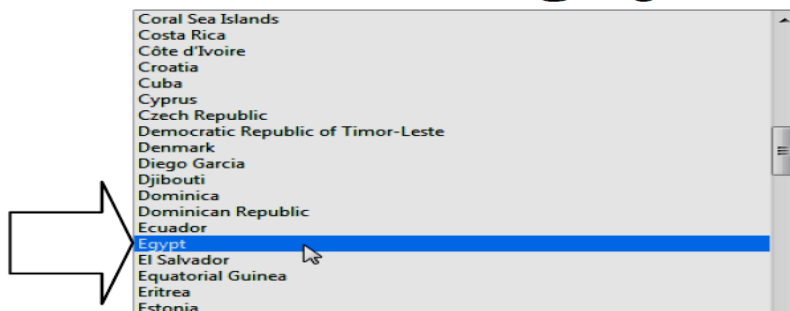 Coral Sea Islands
Costa Rica
Côte d'Ivoire
Croatia
Cuba
Cyprus
Czech Republic
Democratic Republic of Timor-Leste
Denmark
Diego Garcia
Djibouti
Dominica
Dominican Republic
Ecuador
Egypt
El Salvador
Equatorial Guinea
Eritrea
Estonia